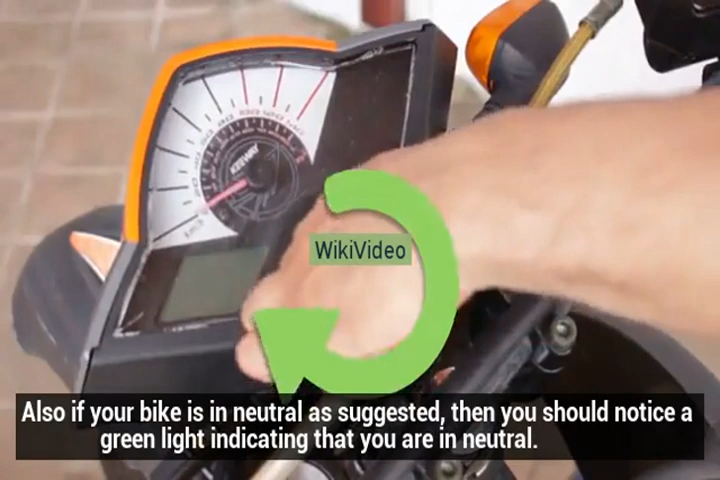 KEEWAY
km/h
WikiVideo
Also if your bike is in neutral as suggested, then you should notice a
green light indicating that you are in neutral.